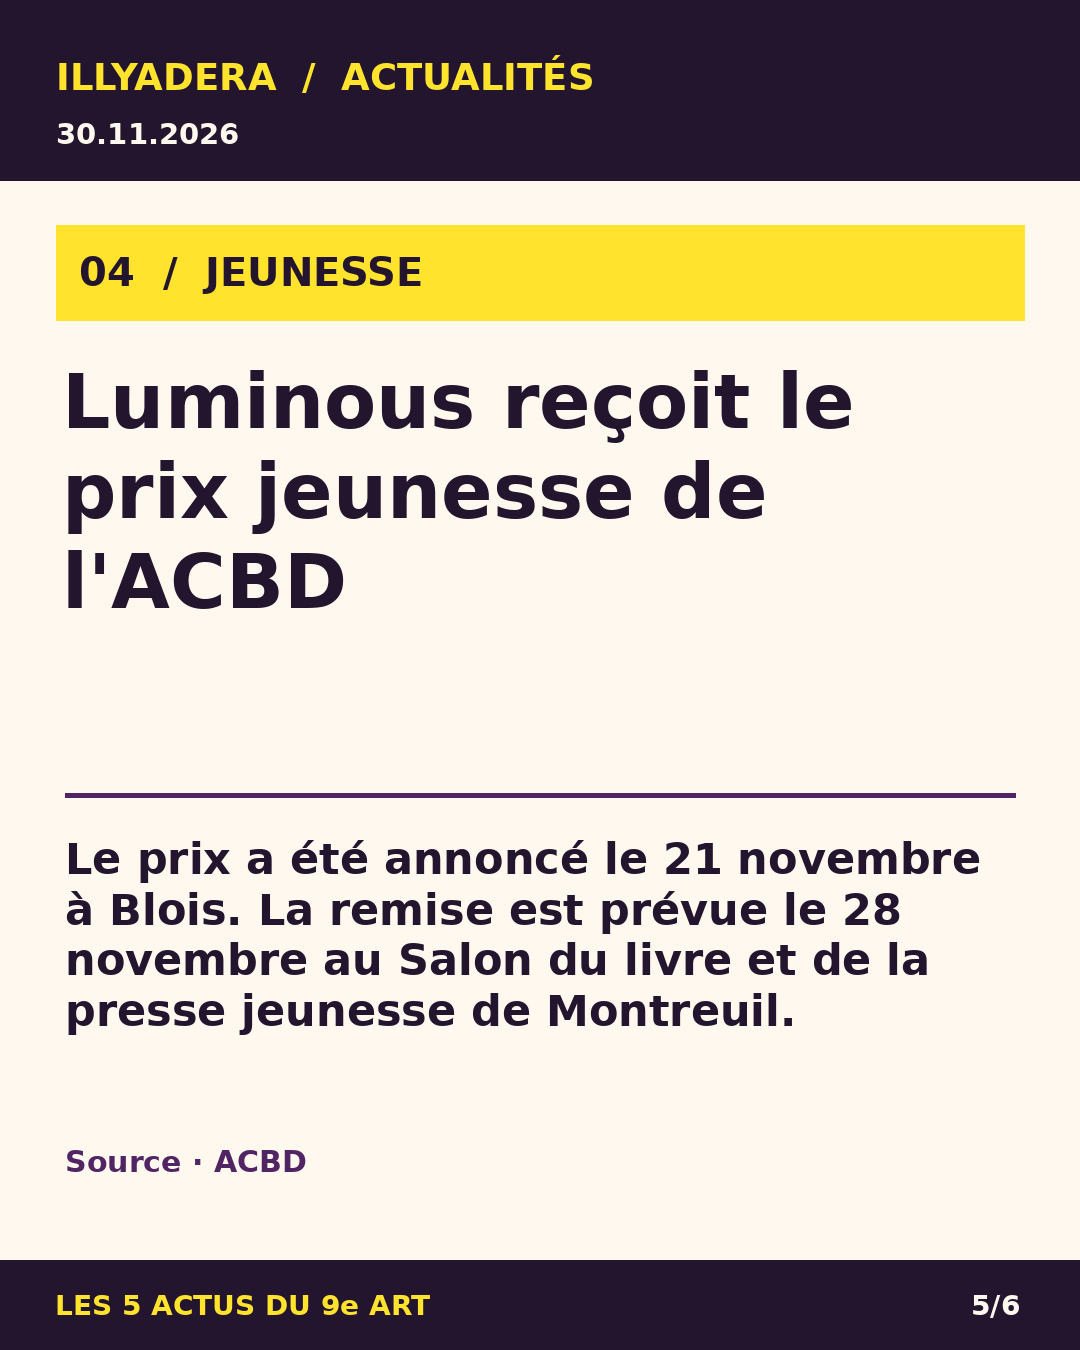 ILLYADERA / ACTUALITÉS
30.11.2026
04 / JEUNESSE
Luminous reçoit le
prix jeunesse de
l'ACBD
Le prix a été annoncé le 21 novembre
à Blois. La remise est prévue le 28
novembre au Salon du livre et de la
presse jeunesse de Montreuil.
Source · ACBD
LES 5 ACTUS DU 9e ART
5/6